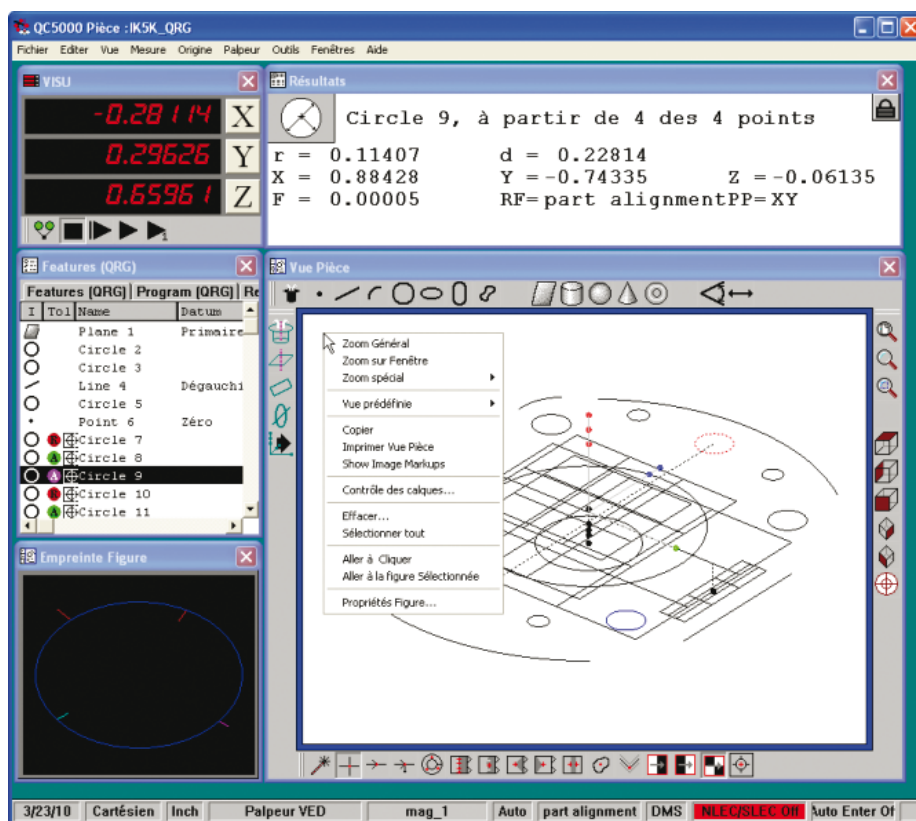 QC5000 Pièce :IK5K_QRG
Fichier Editer Vue Mesure Origine Palpeur Outils Fenêtres Aide
VISU
-0.28114 X
0.29626 Y
0.65961 Z
Résultats
Circle 9, à partir de 4 des 4 points
r = 0.11407 d = 0.22814
X = 0.88428 Y =-0.74335 Z =-0.06135
F = 0.00005 RF=part alignmentPP=XY
Features (QRG)
Features (QRG) Program (QRG) Re
I Tol Name Datum
Plane 1 Primaire
Circle 2
Circle 3
Line 4 Dégauchi
Circle 5
Point 6 Zéro
R Circle 7
A Circle 8
A Circle 9
R Circle 10
A Circle 11
Empreinte Figure
Vue Pièce
Zoom Général
Zoom sur Fenêtre
Zoom spécial
Vue prédéfinie
Copier
Imprimer Vue Pièce
Show Image Markups
Contrôle des calques...
Effacer...
Sélectionner tout
Aller à Cliquer
Aller à la figure Sélectionnée
Propriétés Figure...
3/23/10 Cartésien Inch Palpeur VED mag_1 Auto part alignment DMS NLEC/SLEC Off Auto Enter Of